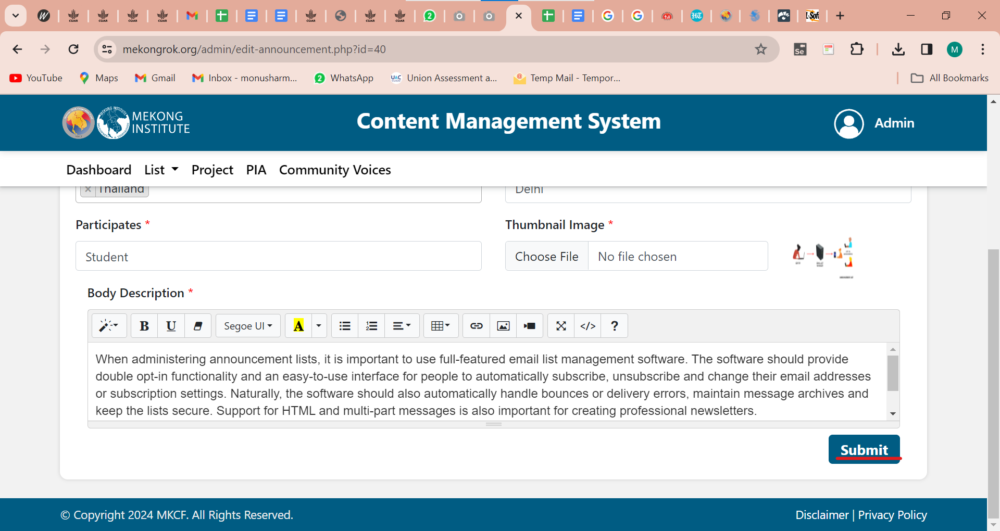 mekongrok.org/admin/edit-announcement.php?id=40
M
YouTube
Maps
Gmail
Inbox - monusharm...
WhatsApp
Union Assessment a...
Temp Mail - Tempor...
All Bookmarks
MEKONG
INSTITUTE
Content Management System
Admin
Dashboard List Project PIA Community Voices
× Thailand
Delhi
Participates *
Thumbnail Image *
Student
Choose File No file chosen
Body Description *
B U Segoe UI A </> ?
When administering announcement lists, it is important to use full-featured email list management software. The software should provide
double opt-in functionality and an easy-to-use interface for people to automatically subscribe, unsubscribe and change their email addresses
or subscription settings. Naturally, the software should also automatically handle bounces or delivery errors, maintain message archives and
keep the lists secure. Support for HTML and multi-part messages is also important for creating professional newsletters.
Submit
© Copyright 2024 MKCF. All Rights Reserved.
Disclaimer | Privacy Policy